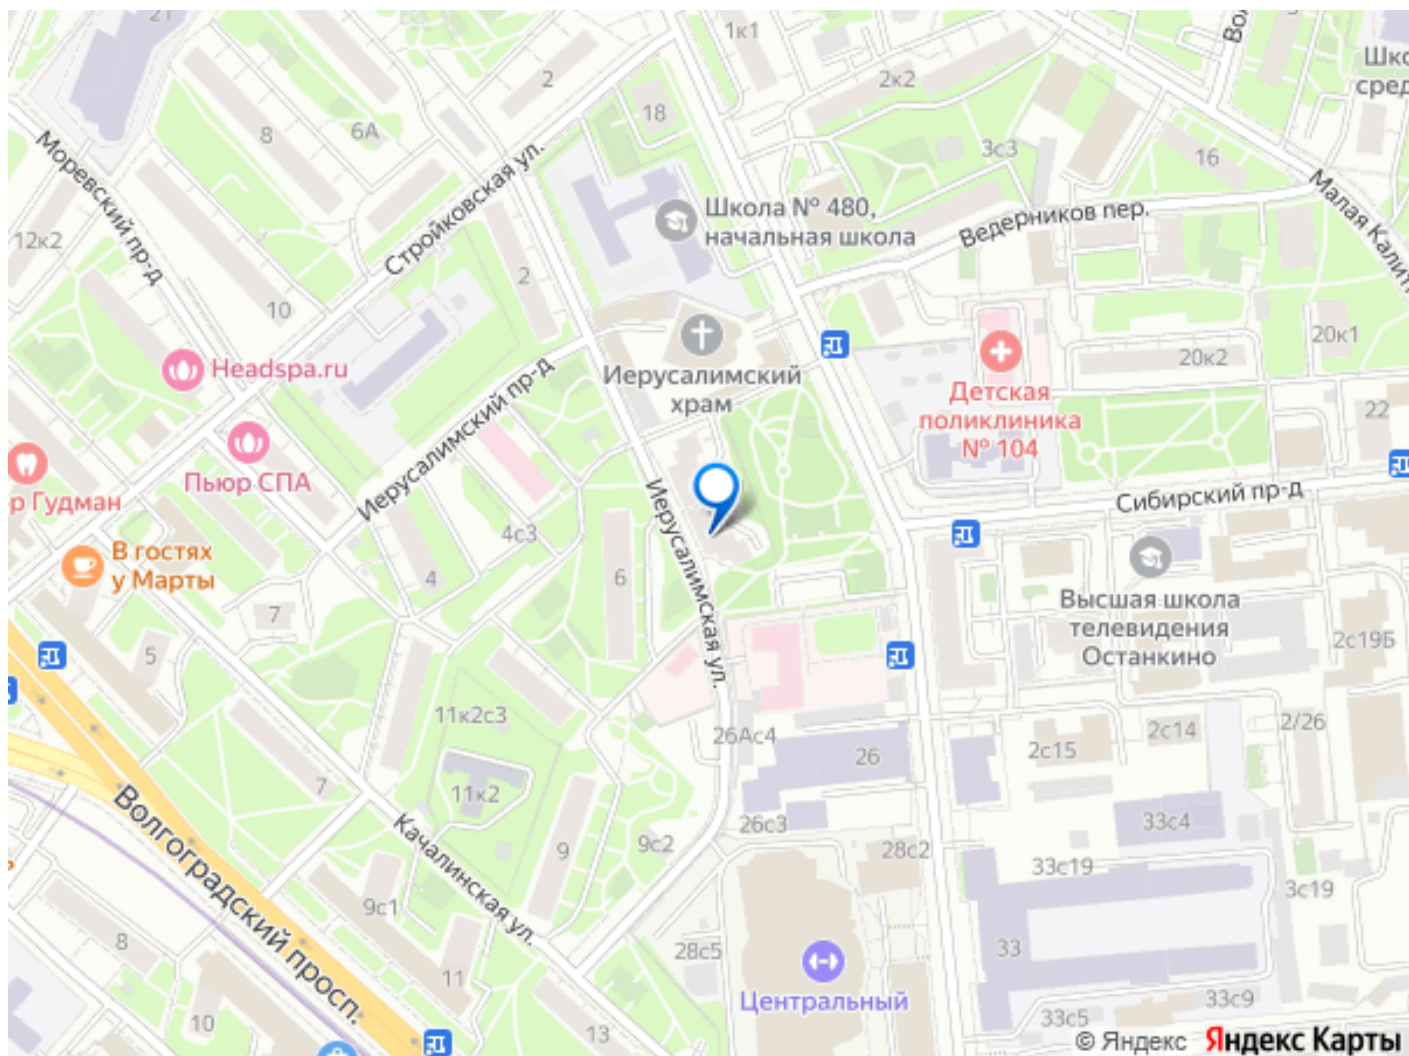 21
1к1
2
2к2
Шко
сред
Вол
8
6А
18
3с3
16
Моревский пр-д
Стройковская ул.
Школа № 480,
начальная школа
Ведерников пер.
Малая Калит
12к2
2
10
20к1
20к2
Headspa.ru
Иерусалимский пр-д
Иерусалимский
храм
Детская
поликлиника
№ 104
22
Пьюр СПА
р Гудман
Сибирский пр-д
4с3
Иерусалимская ул.
В гостях
у Марты
4
6
7
5
Высшая школа
телевидения
Останкино
2с19Б
11к2с3
26Ас4
26
2с15
2с14
2/26
7
11к2
Волгоградский просп.
Качалинская ул.
26с3
9
9с2
28с2
33с4
33с19
3с19
9с1
8
11
28с5
33
Центральный
10
13
33с5
33с9
© Яндекс Яндекс Карты